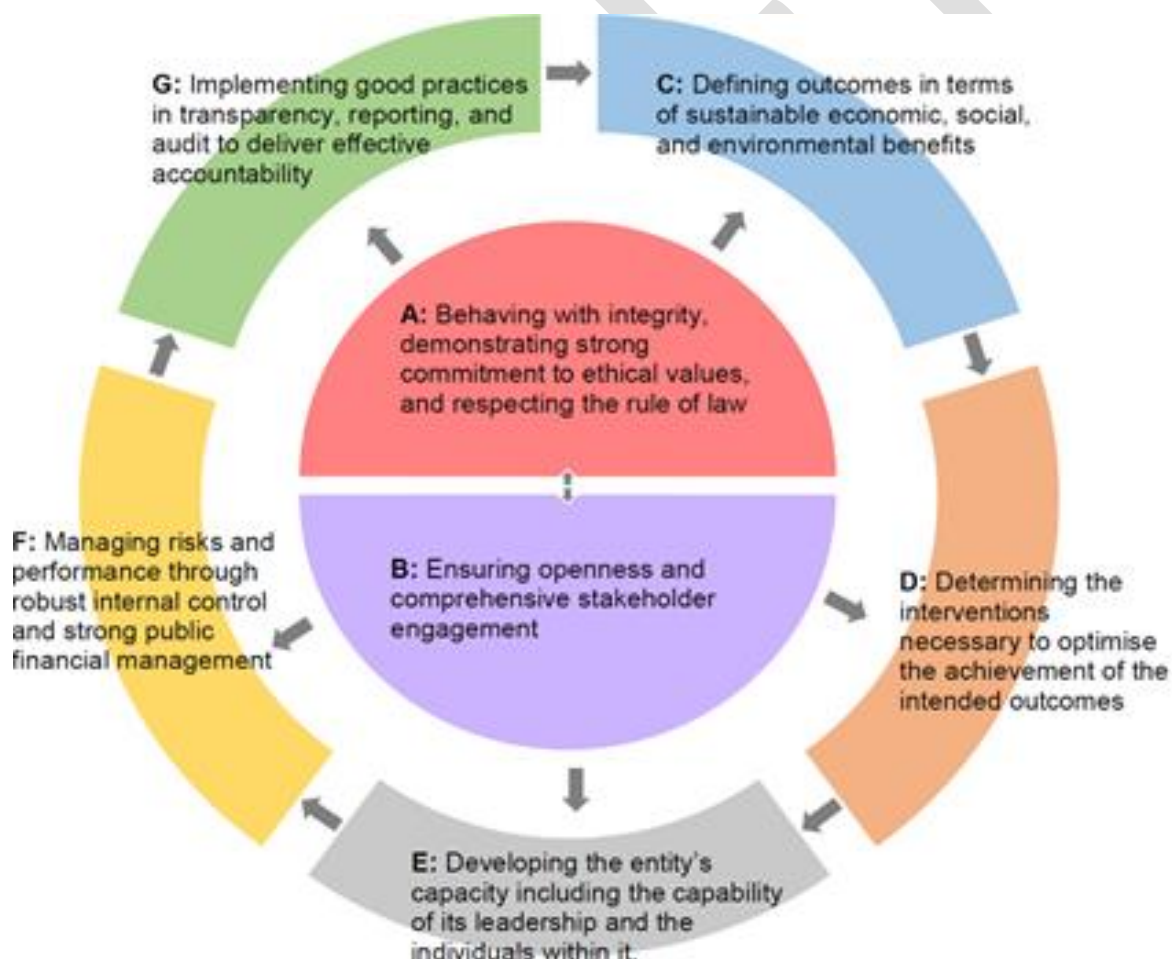 G: Implementing good practices
in transparency, reporting, and
audit to deliver effective
accountability
C: Defining outcomes in terms
of sustainable economic, social,
and environmental benefits
A: Behaving with integrity,
demonstrating strong
commitment to ethical values,
and respecting the rule of law
B: Ensuring openness and
comprehensive stakeholder
engagement
F: Managing risks and
performance through
robust internal control
and strong public
financial management
D: Determining the
interventions
necessary to optimise
the achievement of the
intended outcomes
E: Developing the entity's
capacity including the capability
of its leadership and the
individuals within it.